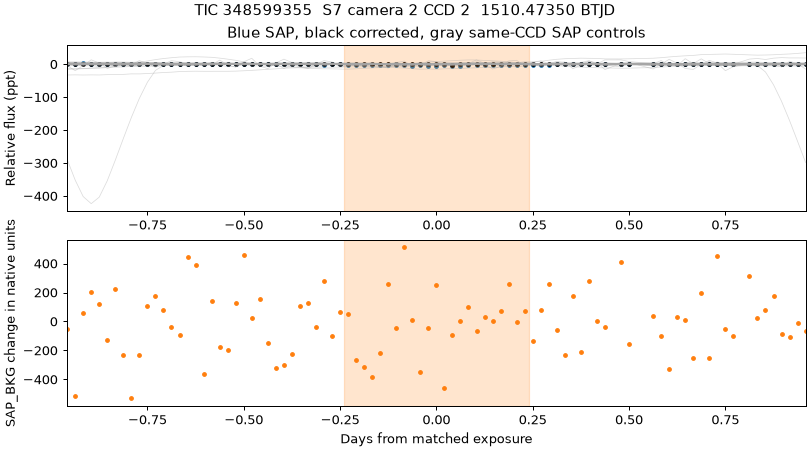 TIC 348599355  S7 camera 2 CCD 2  1510.47350 BTJD
Blue SAP, black corrected, gray same-CCD SAP controls
Relative flux (ppt)
0
−100
−200
−300
−400
−0.75 −0.50 −0.25 0.00 0.25 0.50 0.75
SAP_BKG change in native units
400
200
0
−200
−400
−0.75 −0.50 −0.25 0.00 0.25 0.50 0.75
Days from matched exposure